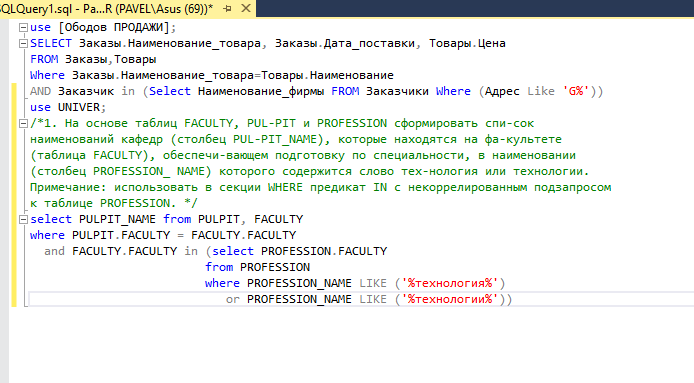 SQLQuery1.sql - Pa...R (PAVEL\Asus (69))*
use [Ободов ПРОДАЖИ];
SELECT Заказы.Наименование_товара, Заказы.Дата_поставки, Товары.Цена
FROM Заказы,Товары
Where Заказы.Наименование_товара=Товары.Наименование
AND Заказчик in (Select Наименование_фирмы FROM Заказчики Where (Адрес Like 'G%'))
use UNIVER;
/*1. На основе таблиц FACULTY, PUL-PIT и PROFESSION сформировать спи-сок
наименований кафедр (столбец PUL-PIT_NAME), которые находятся на фа-культете
(таблица FACULTY), обеспечи-вающем подготовку по специальности, в наименовании
(столбец PROFESSION_ NAME) которого содержится слово тех-нология или технологии.
Примечание: использовать в секции WHERE предикат IN c некоррелированным подзапросом
к таблице PROFESSION. */
select PULPIT_NAME from PULPIT, FACULTY
where PULPIT.FACULTY = FACULTY.FACULTY
and FACULTY.FACULTY in (select PROFESSION.FACULTY
from PROFESSION
where PROFESSION_NAME LIKE ('%технология%')
or PROFESSION_NAME LIKE ('%технологии%'))